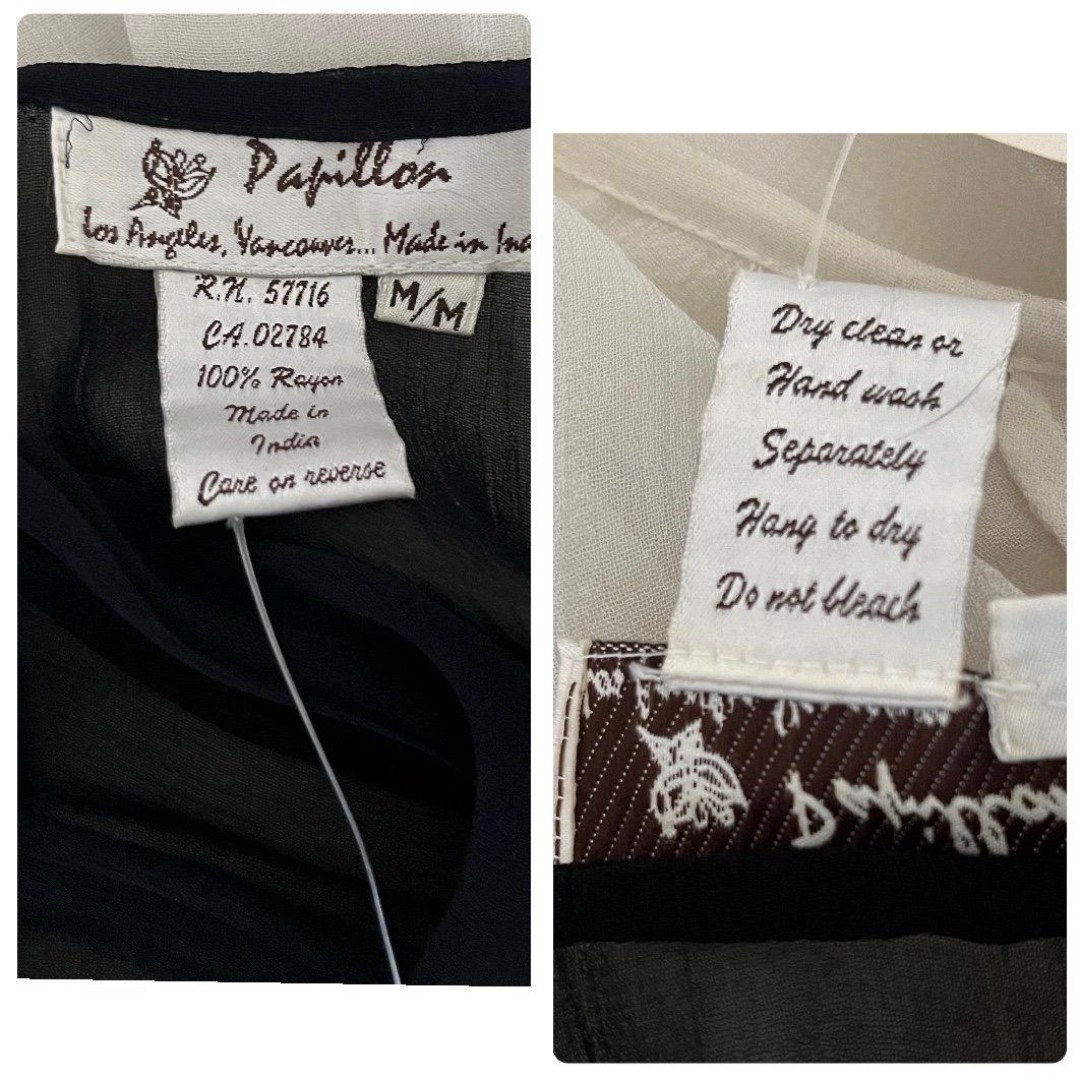 Papillon
Los Angeles, Vancouver... Made in
R.N. 57716
M/M
CA.02784
100% Rayon
Made in
India
Care on reverse
Dry clean or
Hand wash
Separately
Hang to dry
Do not bleach